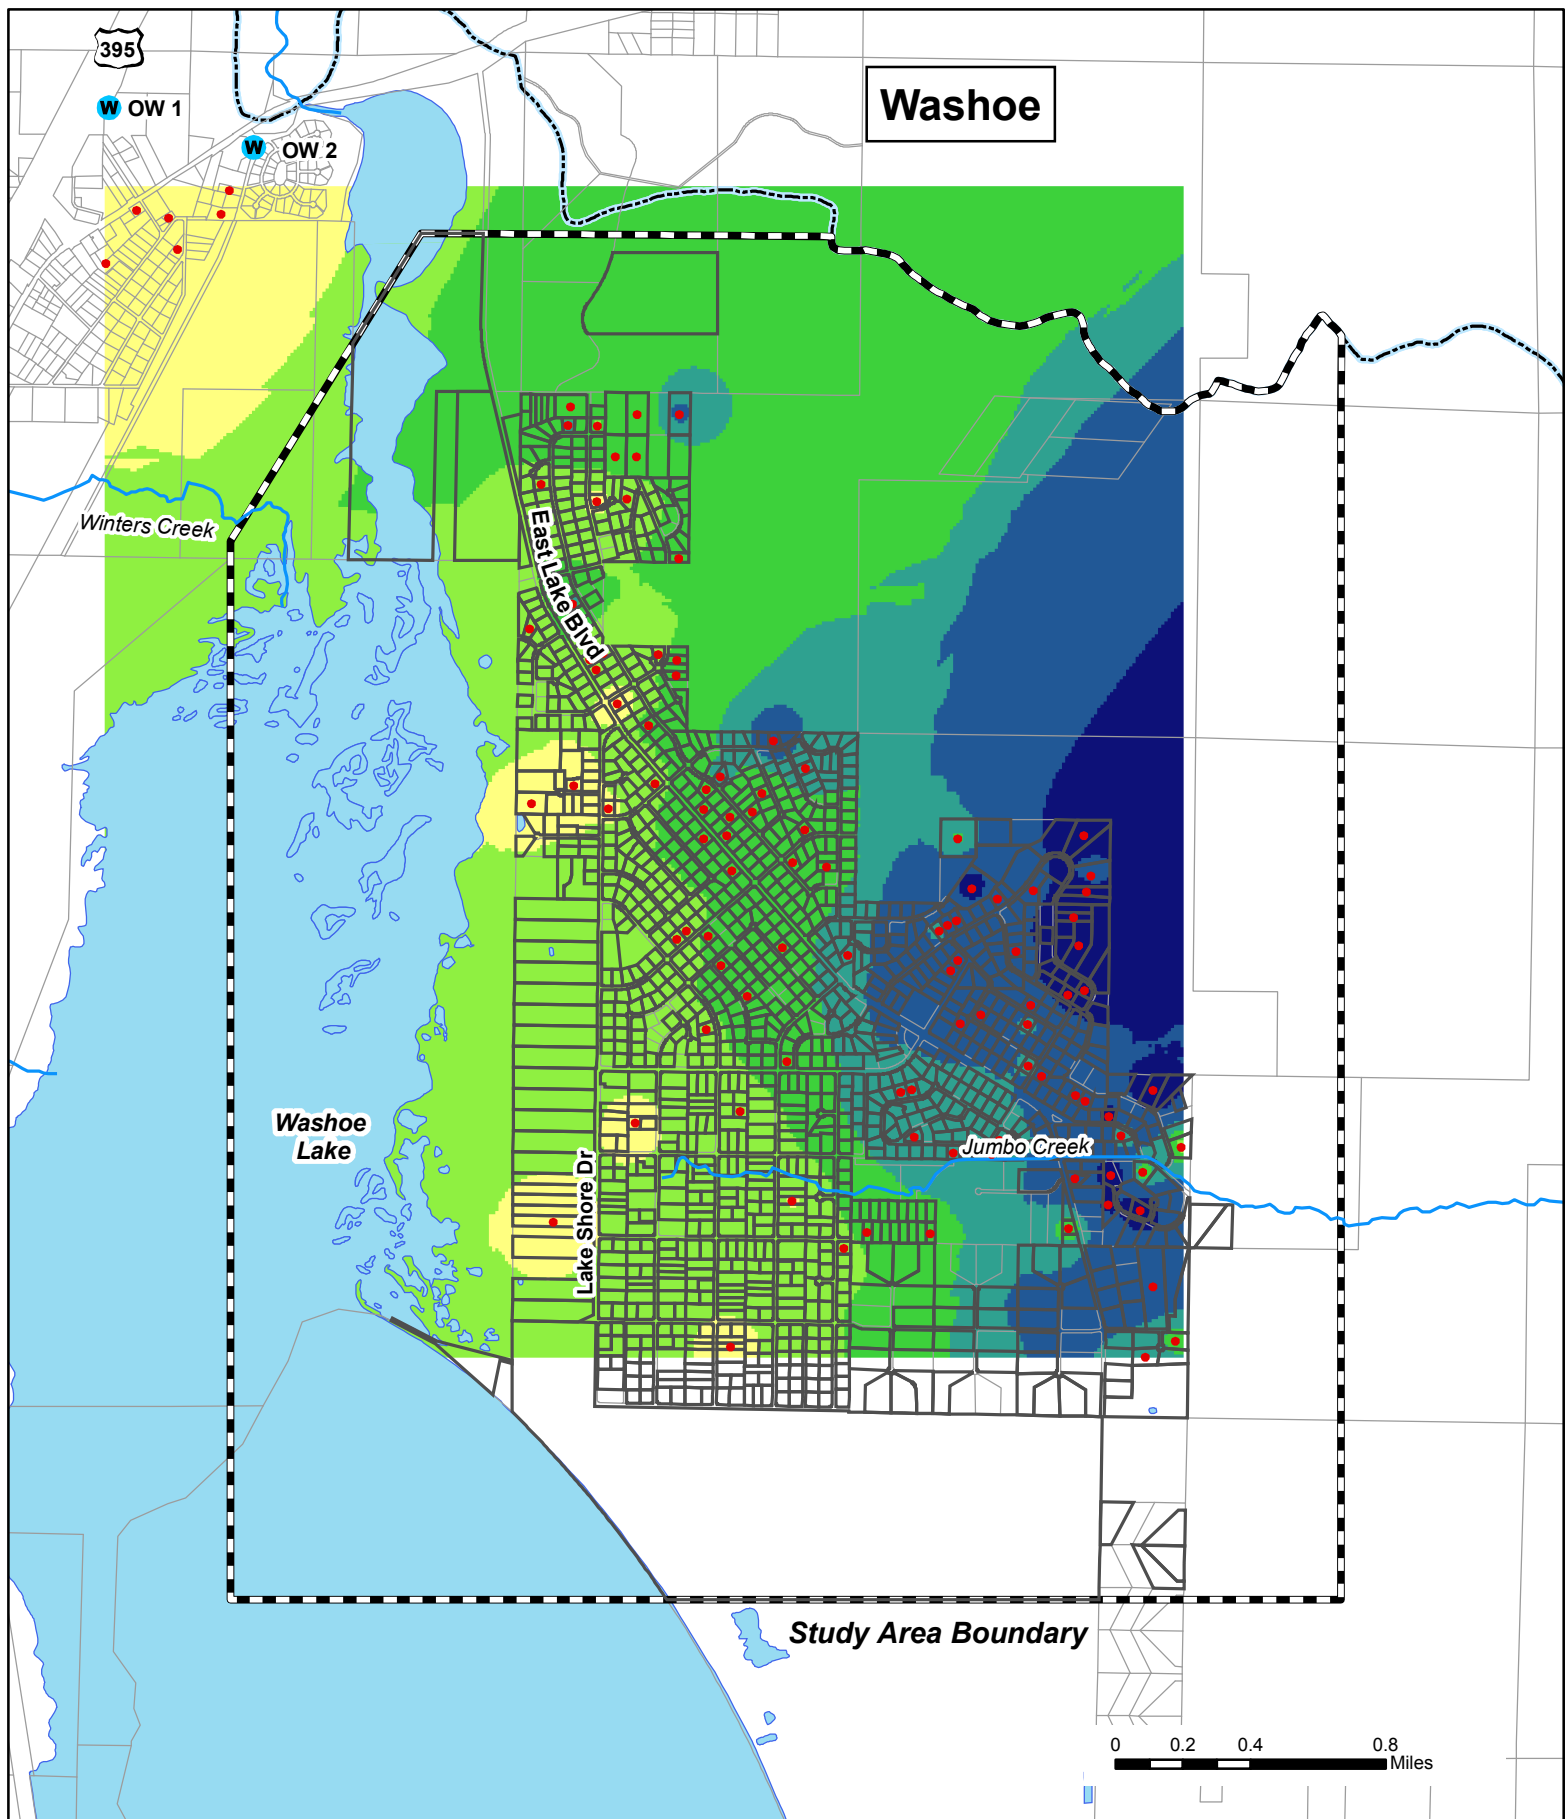 395
Washoe
W OW 1
W OW 2
Winters Creek
East Lake Blvd
Washoe
Lake
Lake Shore Dr
Jumbo Creek
Study Area Boundary
0 0.2 0.4 0.8
Miles